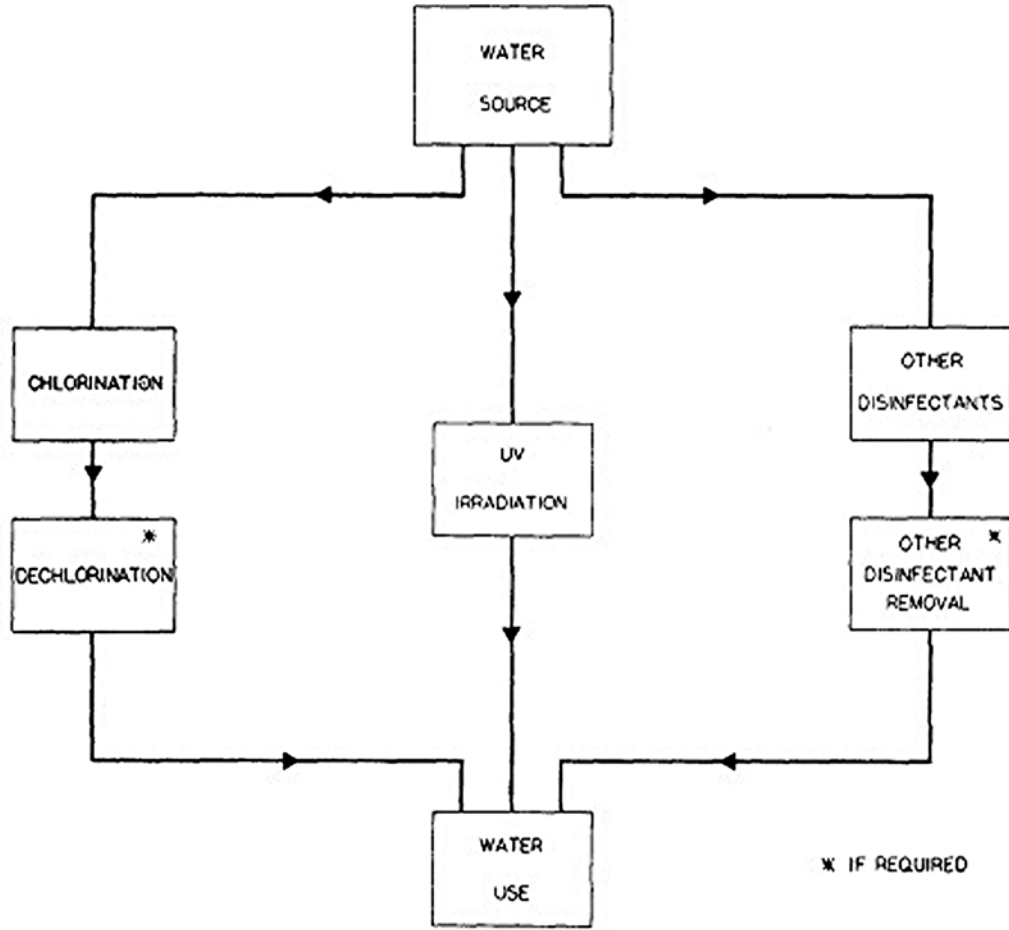 WATER
SOURCE
CHLORINATION
OTHER
DISINFECTANTS
UV
IRRADIATION
*
DECHLORINATION
OTHER *
DISINFECTANT
REMOVAL
WATER
USE
* IF REQUIRED